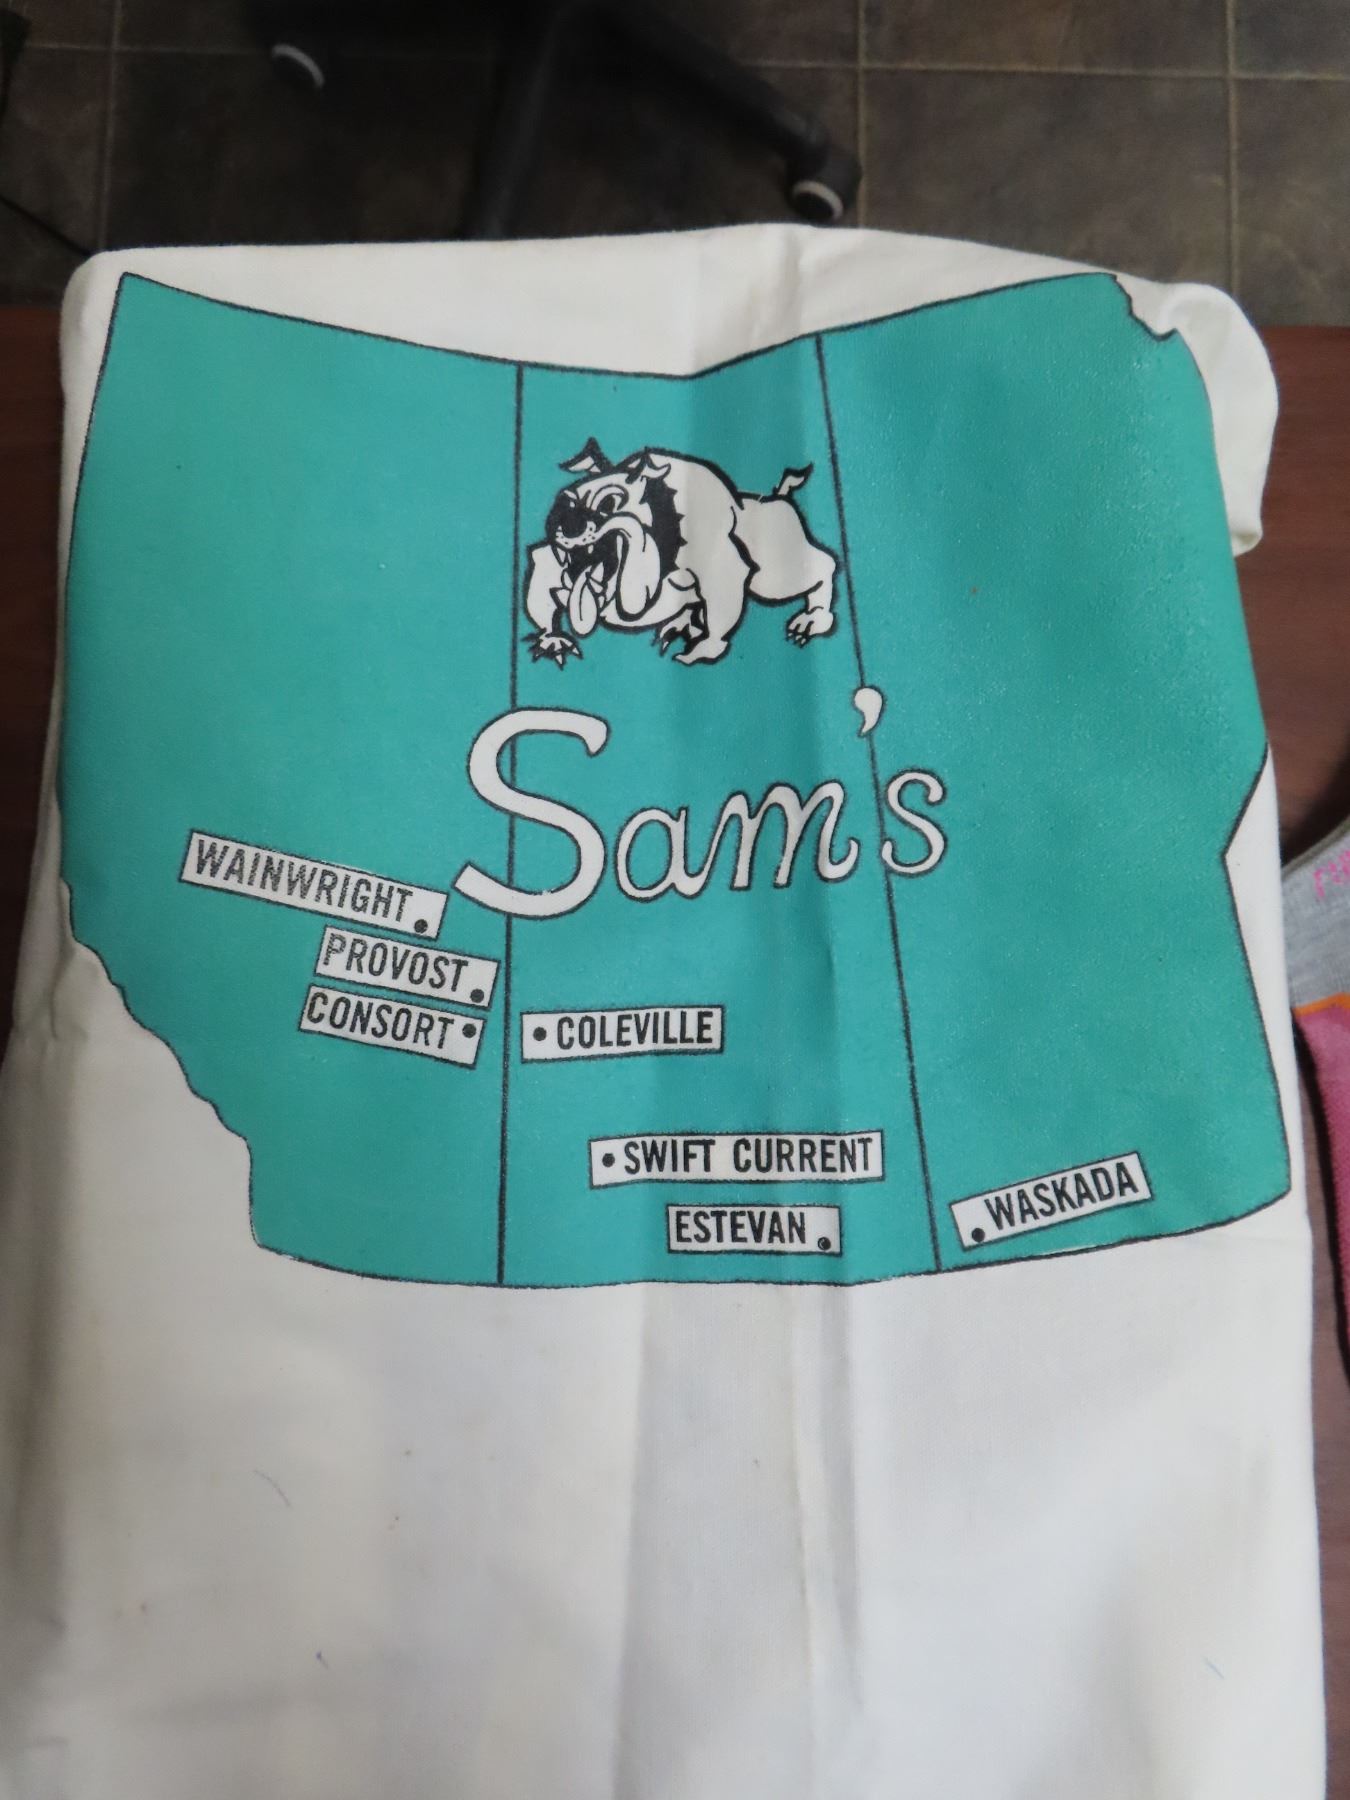 Sam's
WAINWRIGHT
PROVOST
CONSORT
COLEVILLE
SWIFT CURRENT
ESTEVAN
WASKADA